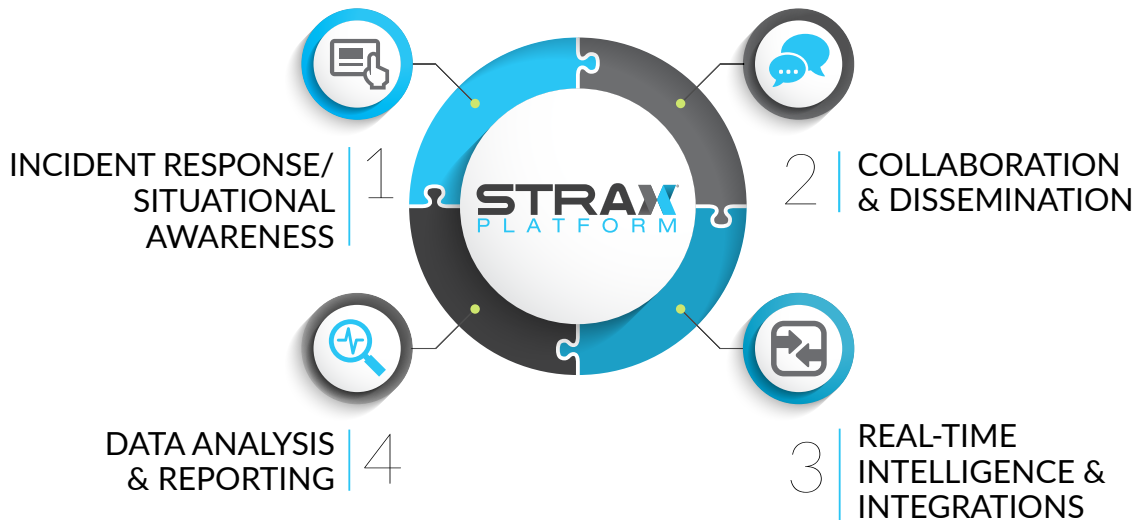 INCIDENT RESPONSE/
SITUATIONAL
AWARENESS
1
2
COLLABORATION
& DISSEMINATION
STRAX
PLATFORM
DATA ANALYSIS
& REPORTING
4
3
REAL-TIME
INTELLIGENCE &
INTEGRATIONS